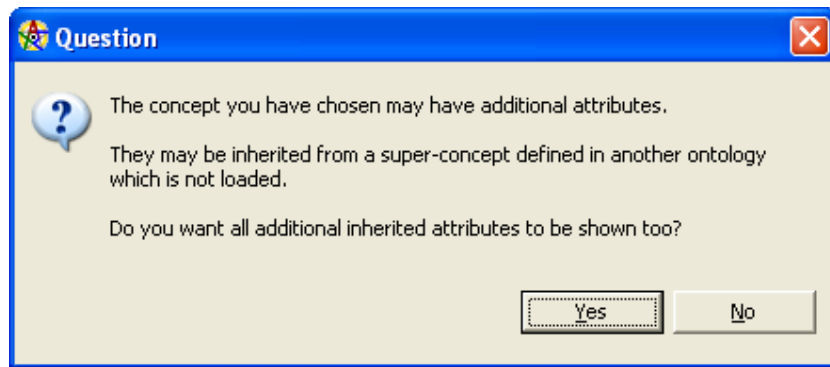 Question
The concept you have chosen may have additional attributes.
They may be inherited from a super-concept defined in another ontology
which is not loaded.
Do you want all additional inherited attributes to be shown too?
Yes
No